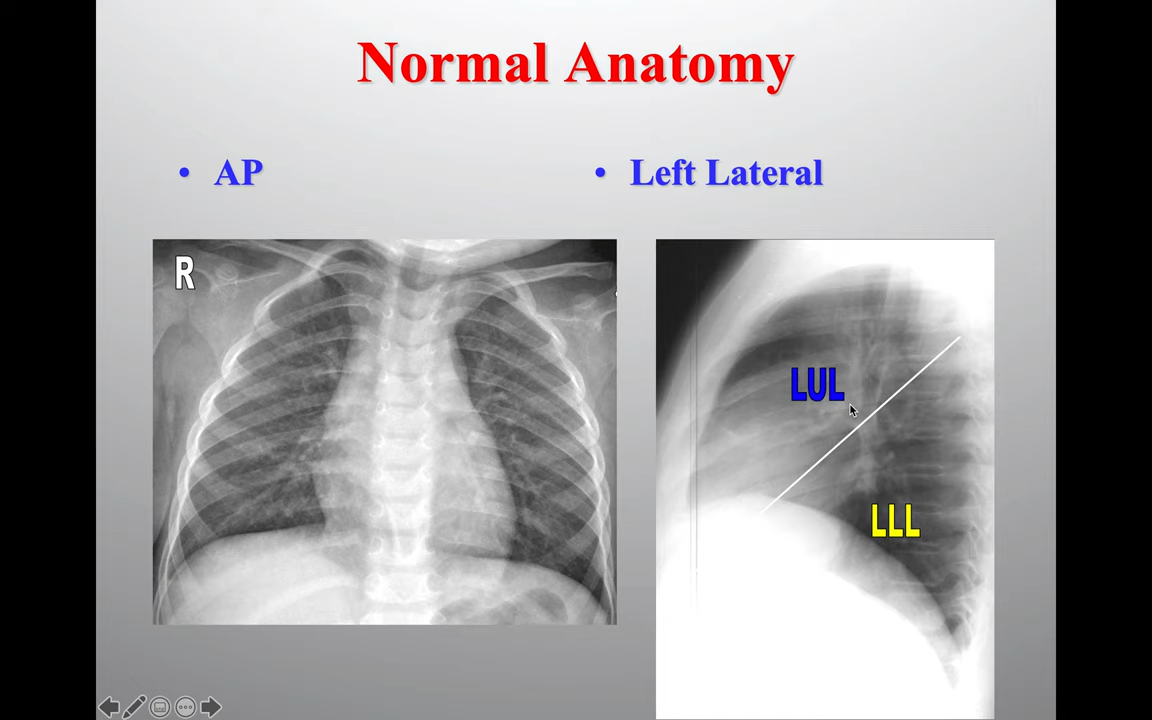 Normal Anatomy
• AP
• Left Lateral
R
LUL
LLL